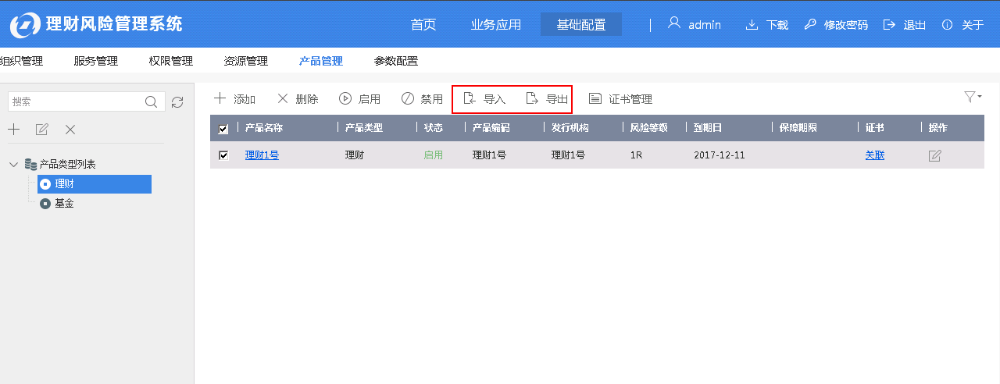 理财风险管理系统
首页 业务应用 基础配置 admin 下载 修改密码 退出 关于
组织管理 服务管理 权限管理 资源管理 产品管理 参数配置
搜索
产品类型列表
理财
基金
添加 删除 启用 禁用 导入 导出 证书管理
产品名称 产品类型 状态 产品编码 发行机构 风险等级 到期日 保障期限 证书 操作
理财1号 理财 启用 理财1号 理财1号 1R 2017-12-11 关联